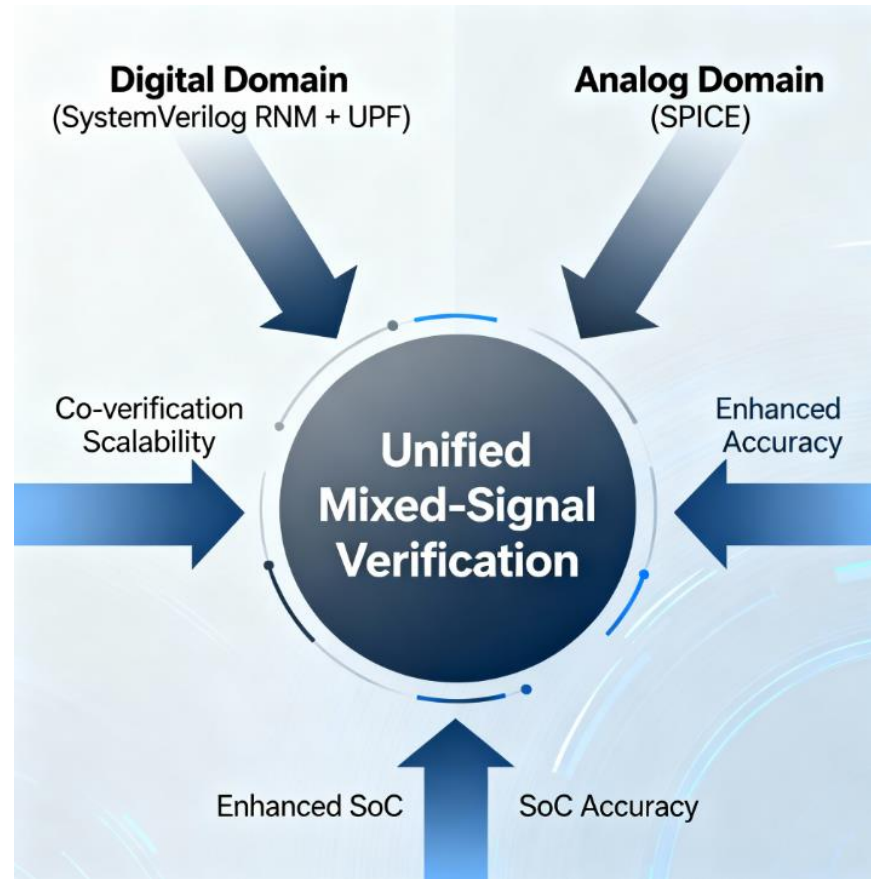 Digital Domain
(SystemVerilog RNM + UPF)
Analog Domain
(SPICE)
Co-verification
Scalability
Unified
Mixed-Signal
Verification
Enhanced
Accuracy
Enhanced SoC
SoC Accuracy